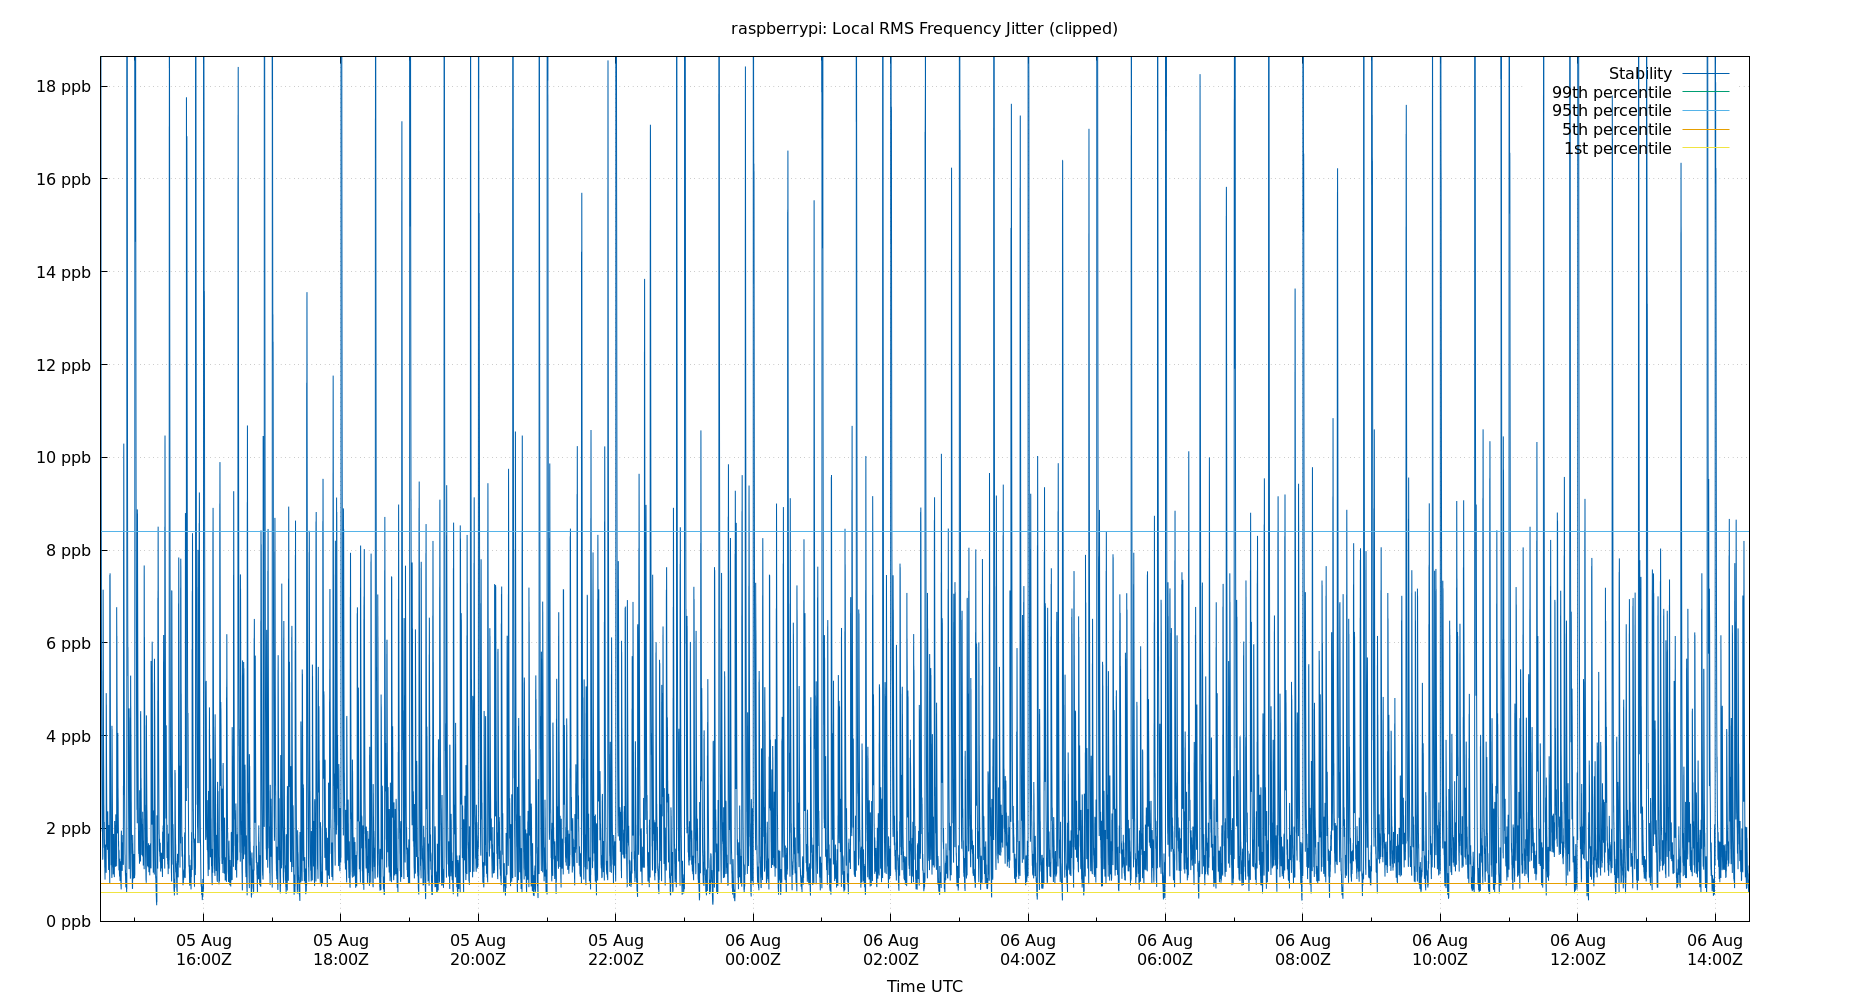 raspberrypi: Local RMS Frequency Jitter (clipped)
Stability
99th percentile
95th percentile
5th percentile
1st percentile
18 ppb
16 ppb
14 ppb
12 ppb
10 ppb
8 ppb
6 ppb
4 ppb
2 ppb
0 ppb
05 Aug 05 Aug 05 Aug 05 Aug 06 Aug 06 Aug 06 Aug 06 Aug 06 Aug 06 Aug 06 Aug 06 Aug
16:00Z 18:00Z 20:00Z 22:00Z 00:00Z 02:00Z 04:00Z 06:00Z 08:00Z 10:00Z 12:00Z 14:00Z
Time UTC